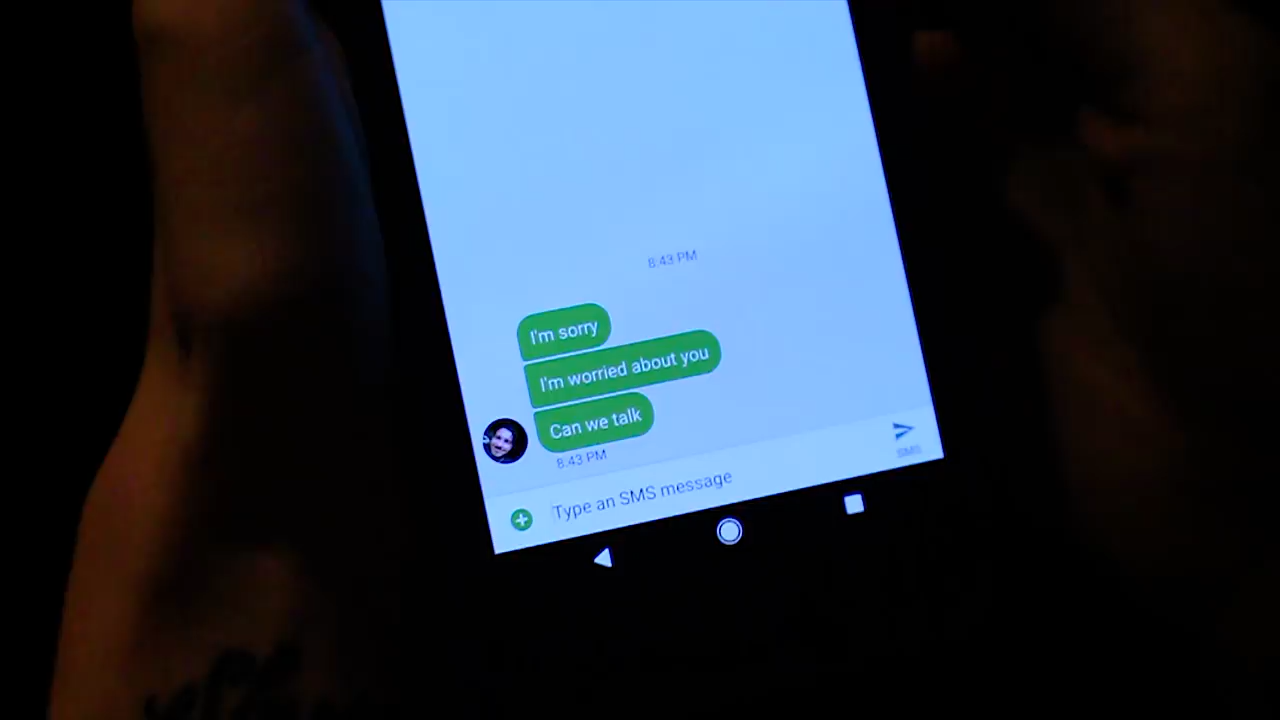 8:43 PM
I'm sorry
I'm worried about you
Can we talk
8:43 PM
Type an SMS message
SMS